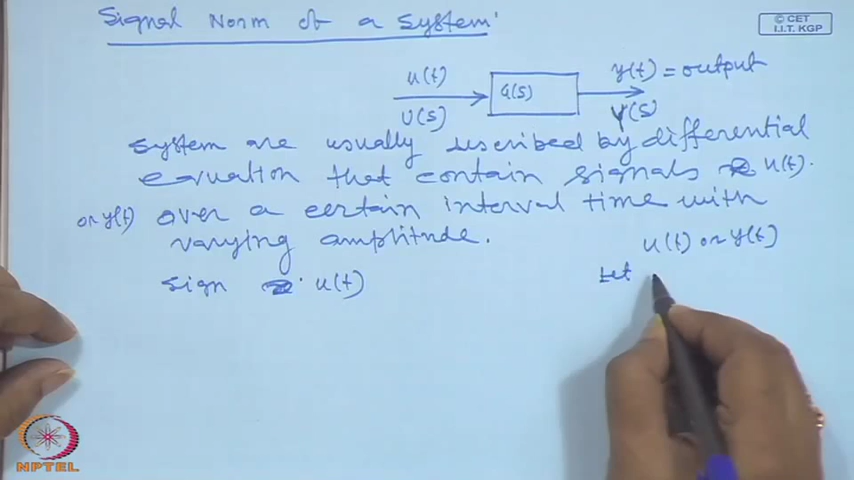 Signal Norm of a System
© CET
I.I.T. KGP
u(t)
U(S)
G(S)
y(t) = output
Y(S)
System are usually described by differential
equation that contain signals u(t).
or y(t) over a certain interval time with
varying amplitude.
u(t) or y(t)
Sign u(t)
Let
NPTEL